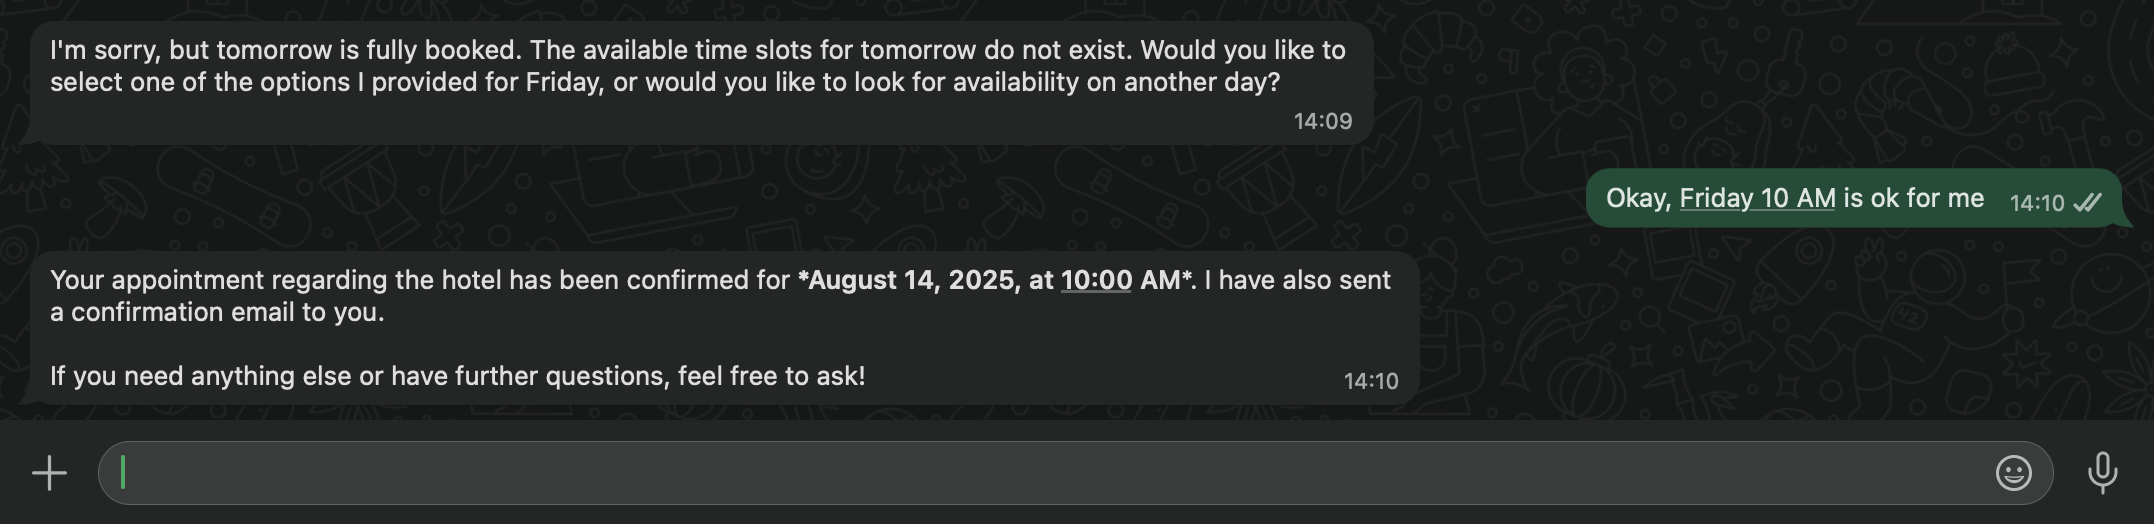 I'm sorry, but tomorrow is fully booked. The available time slots for tomorrow do not exist. Would you like to
select one of the options I provided for Friday, or would you like to look for availability on another day?
14:09
Okay, Friday 10 AM is ok for me 14:10
Your appointment regarding the hotel has been confirmed for *August 14, 2025, at 10:00 AM*. I have also sent
a confirmation email to you.
If you need anything else or have further questions, feel free to ask!
14:10